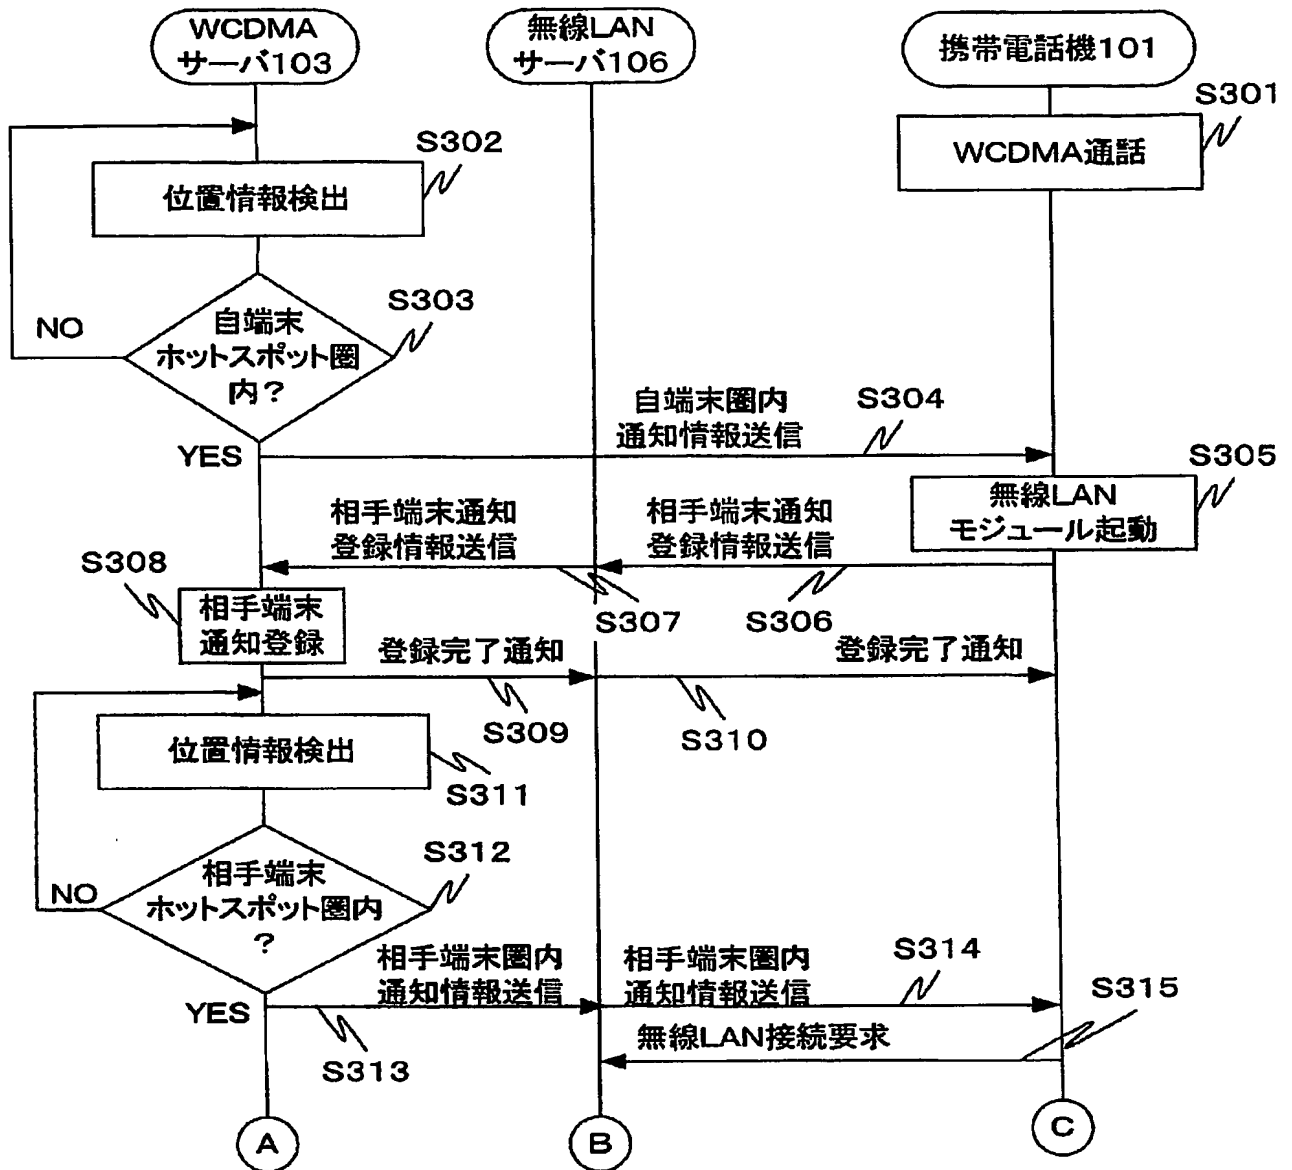 WCDMA
サーバ103
無線LAN
サーバ106
携帯電話機101
S301
WCDMA通話
S302
位置情報検出
S303
自端末
ホットスポット圏
内？
NO
YES
自端末圏内
通知情報送信
S304
S305
無線LAN
モジュール起動
相手端末通知
登録情報送信
相手端末通知
登録情報送信
S308
相手端末
通知登録
S307
S306
登録完了通知
登録完了通知
S309
S310
位置情報検出
S311
S312
相手端末
ホットスポット圏内
？
NO
YES
相手端末圏内
通知情報送信
相手端末圏内
通知情報送信
S314
S315
S313
無線LAN接続要求
A
B
C